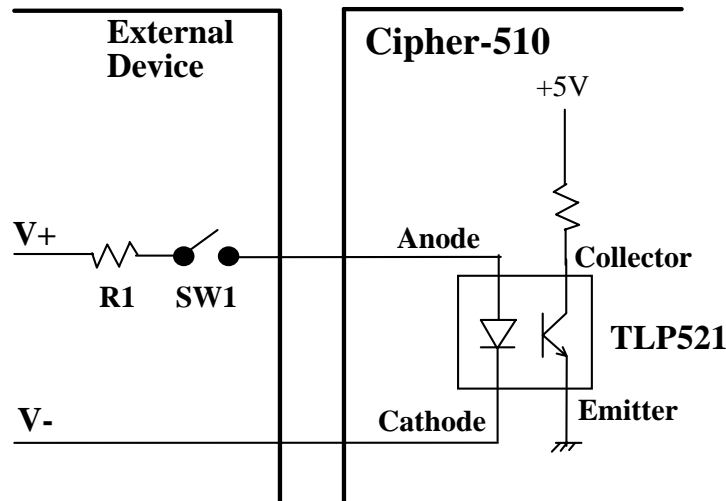 External
Device
Cipher-510
+5V
V+
R1
SW1
Anode
Collector
TLP521
V-
Cathode
Emitter